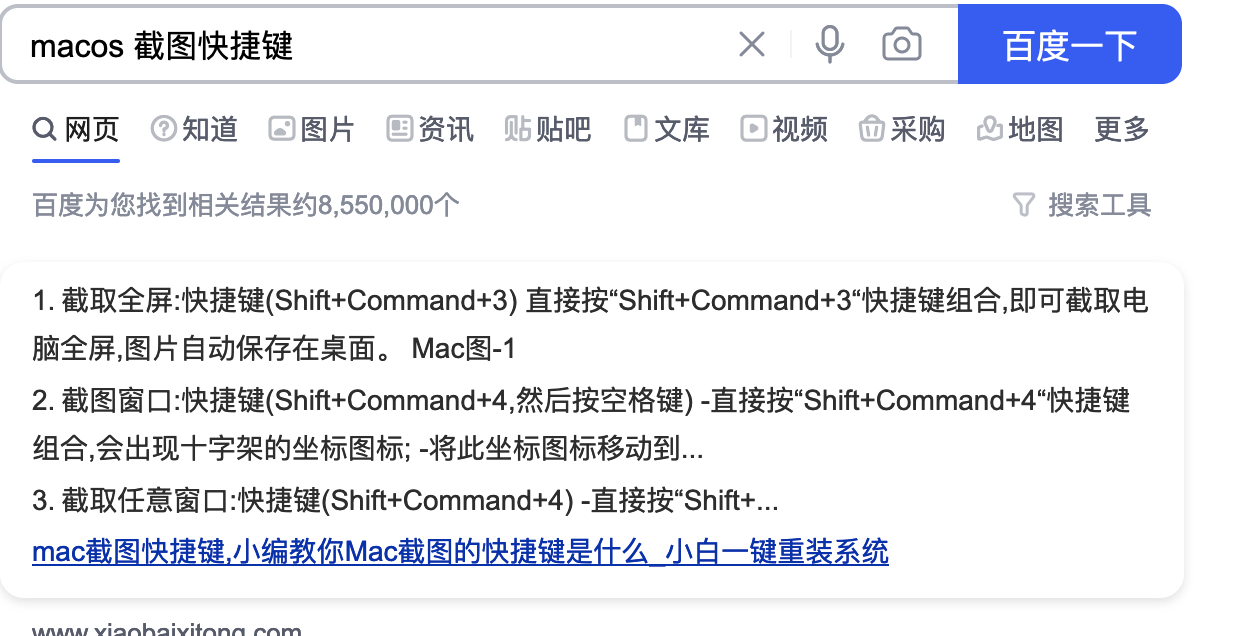 macos 截图快捷键
百度一下
网页 知道 图片 资讯 贴吧 文库 视频 采购 地图 更多
百度为您找到相关结果约8,550,000个
搜索工具
1. 截取全屏:快捷键(Shift+Command+3) 直接按“Shift+Command+3“快捷键组合,即可截取电
脑全屏,图片自动保存在桌面。 Mac图-1
2. 截图窗口:快捷键(Shift+Command+4,然后按空格键) -直接按“Shift+Command+4“快捷键
组合,会出现十字架的坐标图标; -将此坐标图标移动到...
3. 截取任意窗口:快捷键(Shift+Command+4) -直接按“Shift+...
mac截图快捷键,小编教你Mac截图的快捷键是什么_小白一键重装系统
www.xiaobaixitong.com